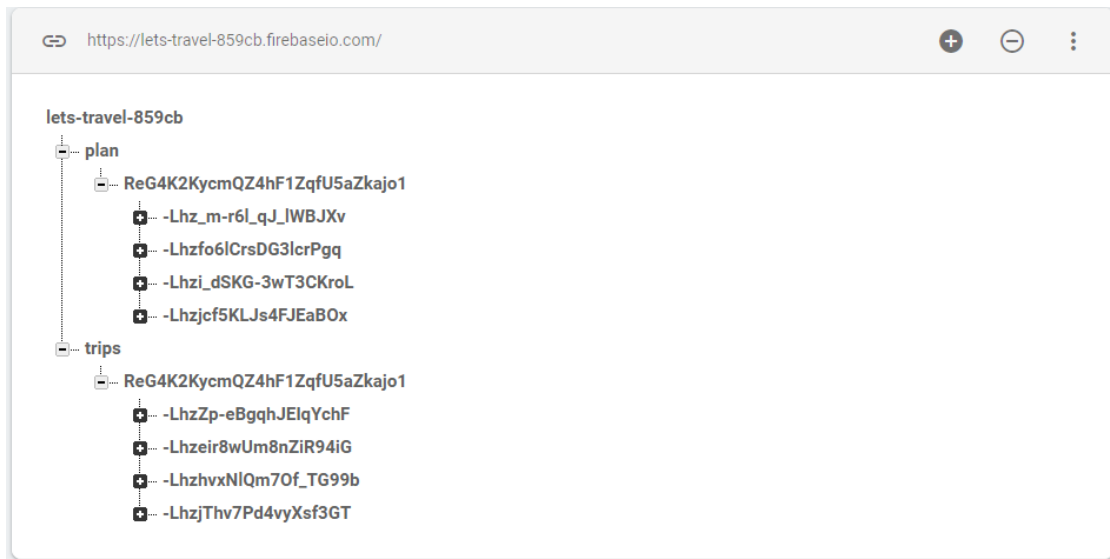 https://lets-travel-859cb.firebaseio.com/
lets-travel-859cb
plan
ReG4K2KycmQZ4hF1ZqfU5aZkajo1
-Lhz_m-r6l_qJ_lWBJXv
-Lhzfo6lCrsDG3lcrPgq
-Lhzi_dSKG-3wT3CKroL
-Lhzjcf5KLJs4FJEaBOx
trips
ReG4K2KycmQZ4hF1ZqfU5aZkajo1
-LhzZp-eBgqhJElqYchF
-Lhzeir8wUm8nZiR94iG
-LhzhvxNlQm7Of_TG99b
-LhzjThv7Pd4vyXsf3GT